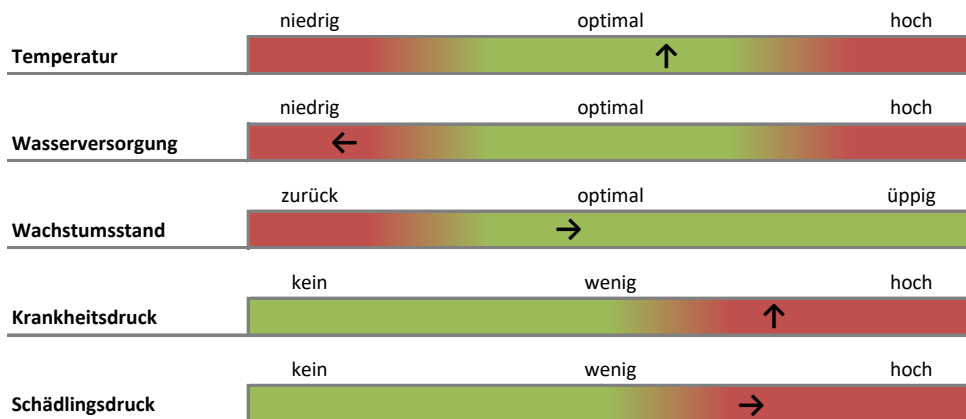 niedrig optimal hoch
Temperatur
niedrig optimal hoch
Wasserversorgung
zurück optimal üppig
Wachstumsstand
kein wenig hoch
Krankheitsdruck
kein wenig hoch
Schädlingsdruck